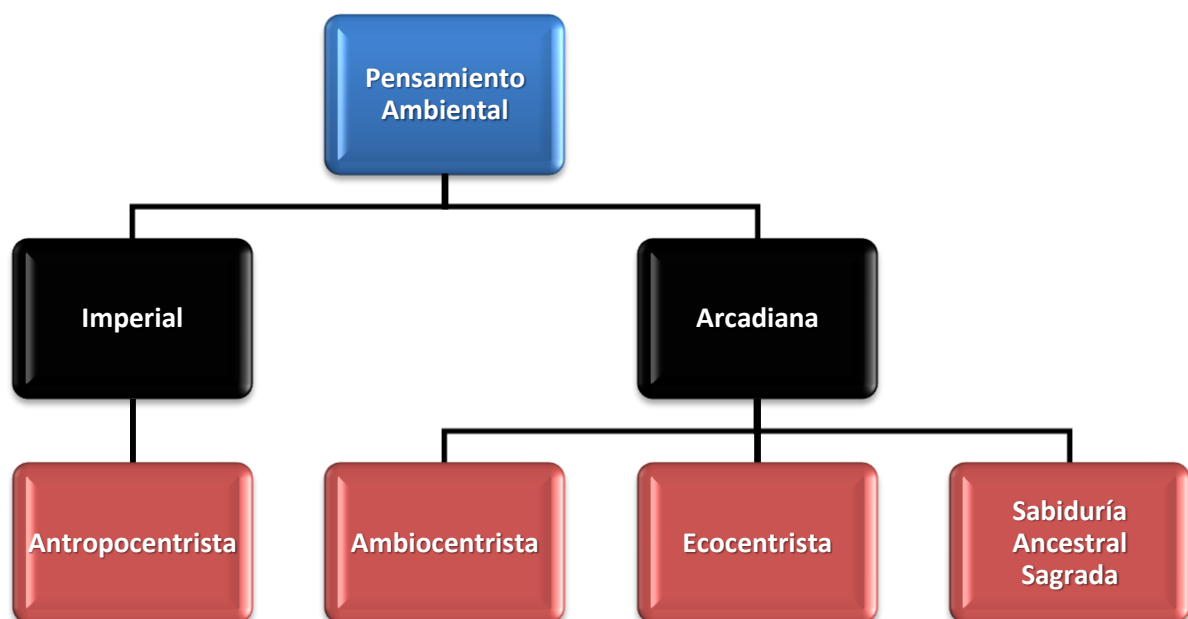 Pensamiento
Ambiental
Imperial
Arcadiana
Antropocentrista
Ambiocentrista
Ecocentrista
Sabiduría
Ancestral
Sagrada